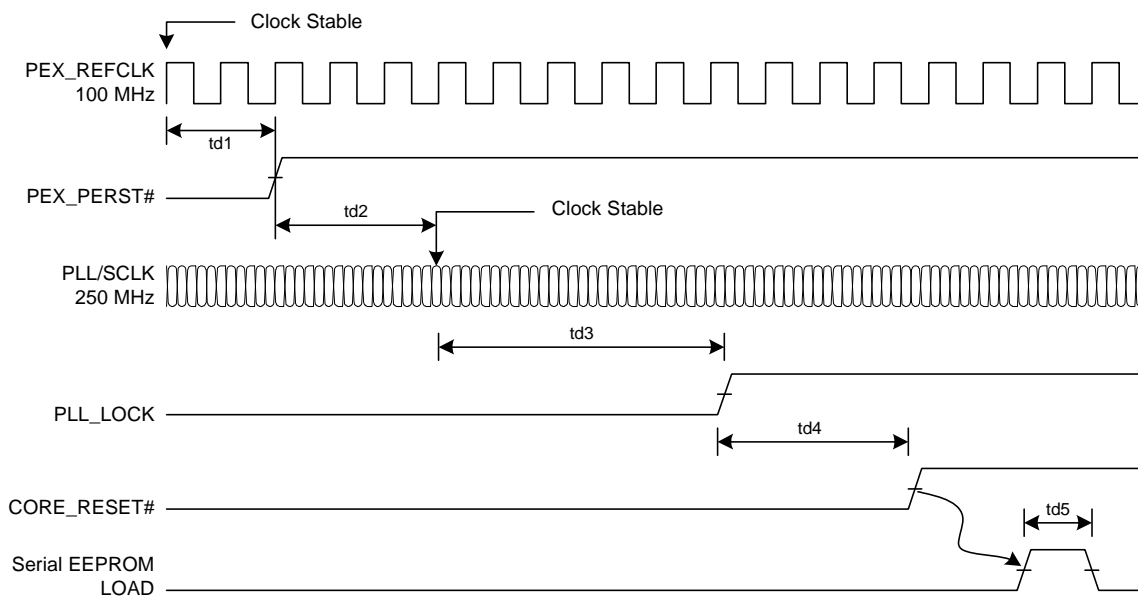 Clock Stable
PEX_REFCLK
100 MHz
td1
PEX_PERST#
td2
Clock Stable
PLL/SCLK
250 MHz
td3
PLL_LOCK
td4
CORE_RESET#
td5
Serial EEPROM
LOAD